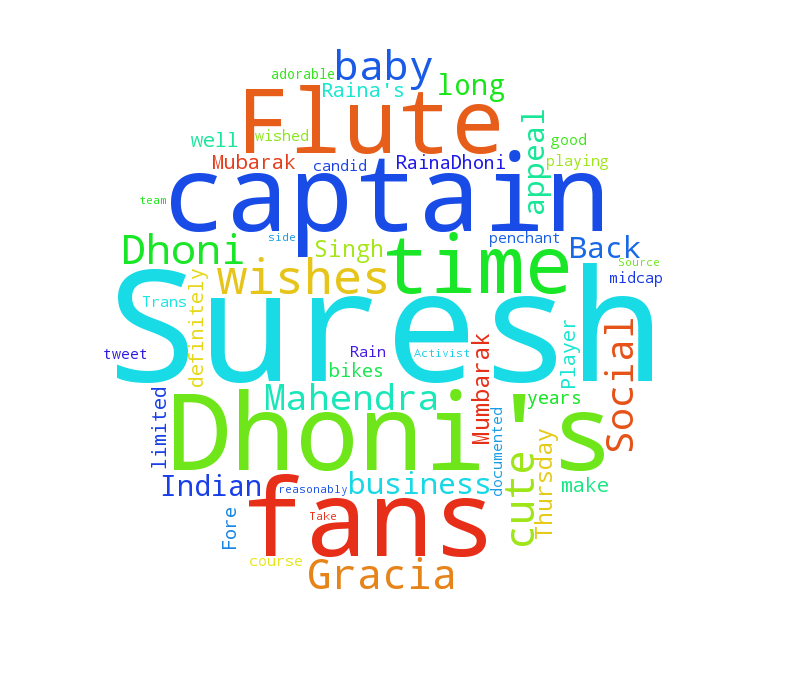 baby
adorable
Raina's
long
Flute
well
wished
appeal
good
Mubarak
candid
RainaDhoni
playing
captain
team
side
penchant
Dhoni
Singh
time
Back
wishes
Source
midcap
Suresh
definitely
Trans
tweet
Rain
Activist
Mumbarak
Player
Social
bikes
Mahendra
years
limited
Dhoni's
documented
cute
Thursday
Indian
reasonably
business
make
fans
Fore
Take
course
Gracia